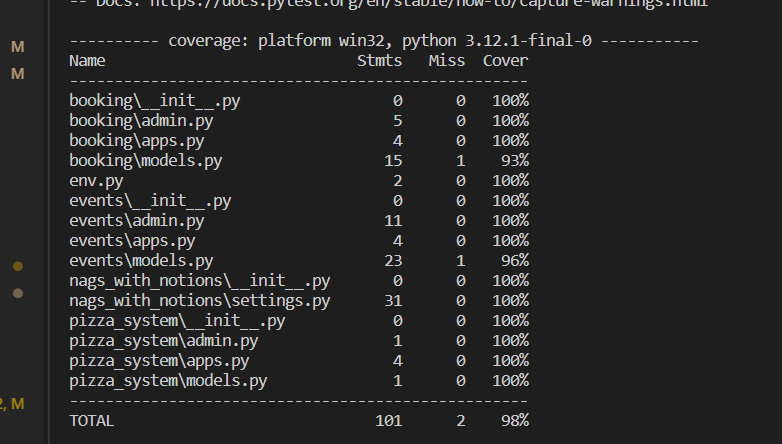 -- Docs: https://docs.pytest.org/en/stable/how-to/capture-warnings.html
---------- coverage: platform win32, python 3.12.1-final-0 -----------
Name                                Stmts   Miss  Cover
-------------------------------------------------------
booking\__init__.py                     0      0   100%
booking\admin.py                        5      0   100%
booking\apps.py                         4      0   100%
booking\models.py                      15      1    93%
env.py                                  2      0   100%
events\__init__.py                      0      0   100%
events\admin.py                        11      0   100%
events\apps.py                          4      0   100%
events\models.py                       23      1    96%
nags_with_notions\__init__.py           0      0   100%
nags_with_notions\settings.py          31      0   100%
pizza_system\__init__.py                0      0   100%
pizza_system\admin.py                   1      0   100%
pizza_system\apps.py                    4      0   100%
pizza_system\models.py                  1      0   100%
-------------------------------------------------------
TOTAL                                 101      2    98%
M
M
2, M